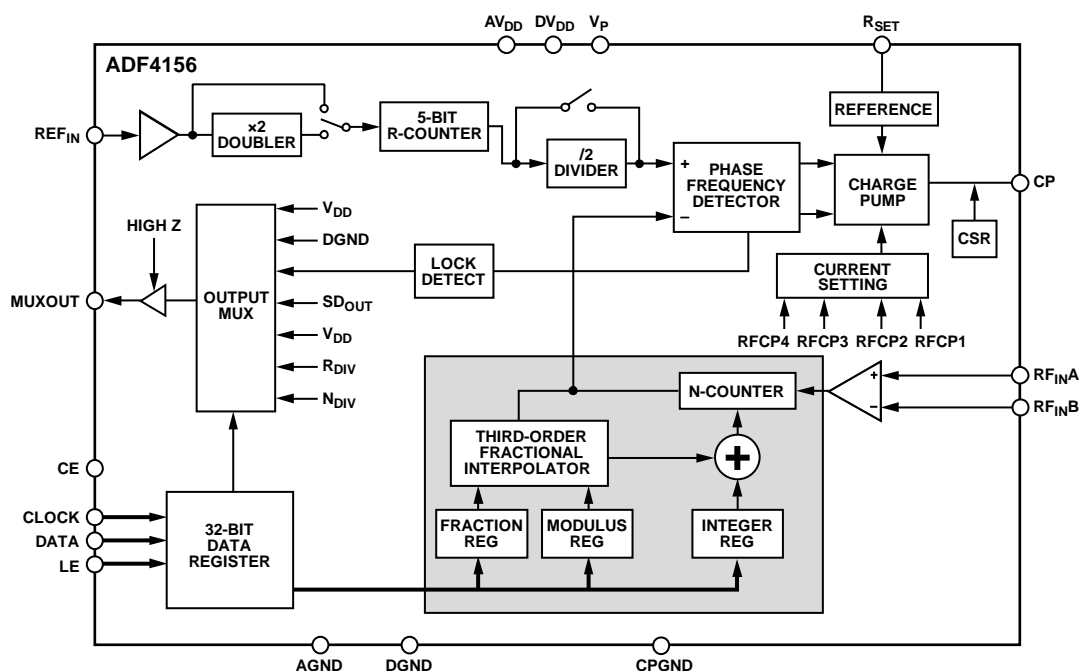 AVDD
DVDD
VP
RSET
ADF4156
REFIN
×2
DOUBLER
5-BIT
R-COUNTER
/2
DIVIDER
+
−
PHASE
FREQUENCY
DETECTOR
REFERENCE
CHARGE
PUMP
CP
CSR
HIGH Z
MUXOUT
OUTPUT
MUX
VDD
DGND
SDOUT
VDD
RDIV
NDIV
LOCK
DETECT
CURRENT
SETTING
RFCP4
RFCP3
RFCP2
RFCP1
N-COUNTER
+
−
RFINA
RFINB
THIRD-ORDER
FRACTIONAL
INTERPOLATOR
+
CE
CLOCK
DATA
LE
32-BIT
DATA
REGISTER
FRACTION
REG
MODULUS
REG
INTEGER
REG
AGND
DGND
CPGND